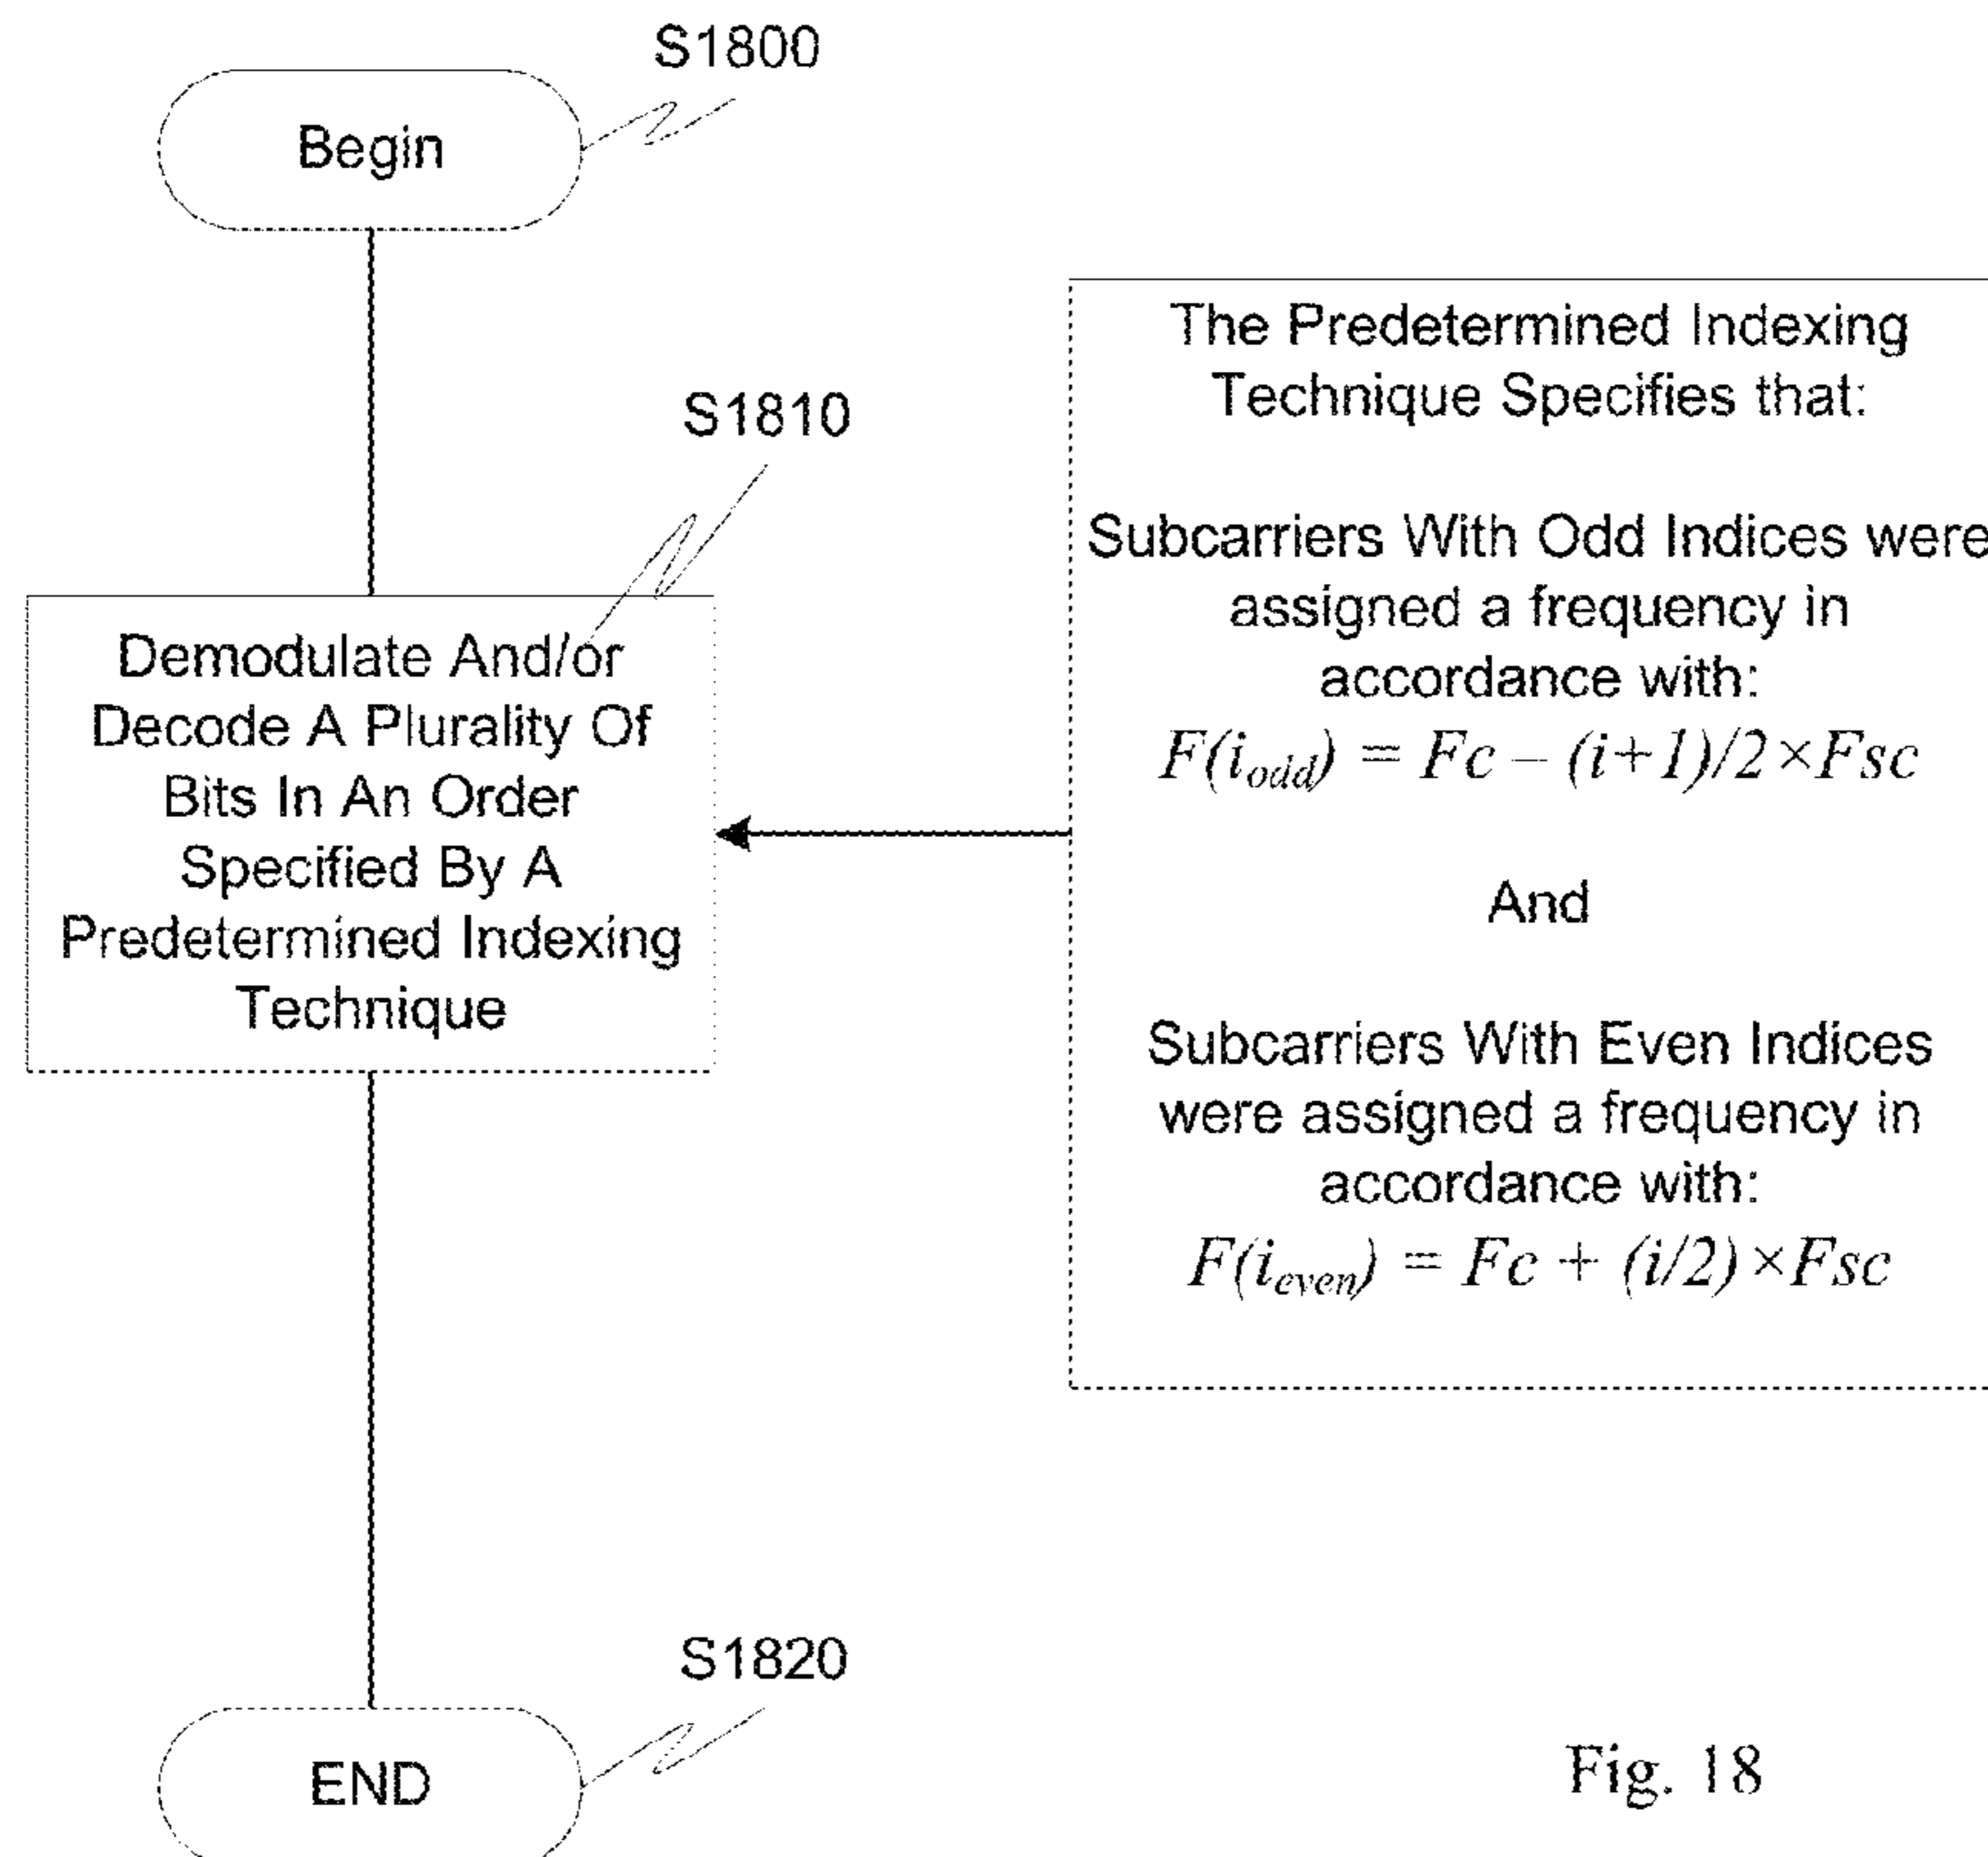 S1800
Begin
S1810
Demodulate And/or
Decode A Plurality Of
Bits In An Order
Specified By A
Predetermined Indexing
Technique
The Predetermined Indexing
Technique Specifies that:
Subcarriers With Odd Indices were
assigned a frequency in
accordance with:
F(i_odd) = Fc – (i+1)/2×Fsc
And
Subcarriers With Even Indices
were assigned a frequency in
accordance with:
F(i_even) = Fc + (i/2)×Fsc
S1820
END
Fig. 18